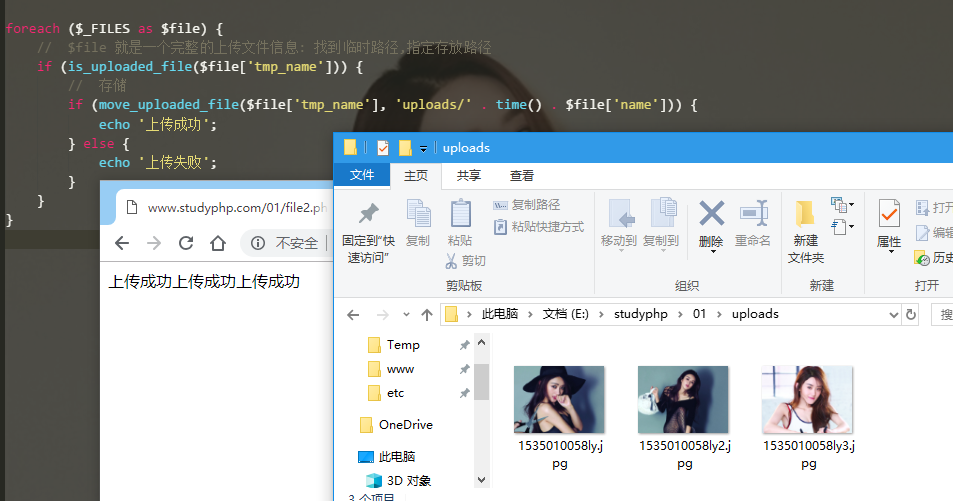 foreach ($_FILES as $file) {
// $file 就是一个完整的上传文件信息: 找到临时路径,指定存放路径
if (is_uploaded_file($file['tmp_name'])) {
// 存储
if (move_uploaded_file($file['tmp_name'], 'uploads/' . time() . $file['name'])) {
echo '上传成功';
} else {
echo '上传失败';
}
}
}
www.studyphp.com/01/file2.ph
不安全
上传成功上传成功上传成功
uploads
文件 主页 共享 查看
固定到"快速访问"
复制
粘贴
复制路径
粘贴快捷方式
剪切
剪贴板
移动到
复制到
删除
重命名
组织
新建
文件夹
新建
属性
打开
编辑
历史
打开
此电脑 文档 (E:) studyphp 01 uploads
搜
Temp
www
etc
OneDrive
此电脑
3D 对象
1535010058ly.j
pg
1535010058ly2.j
pg
1535010058ly3.j
pg
3 个项目